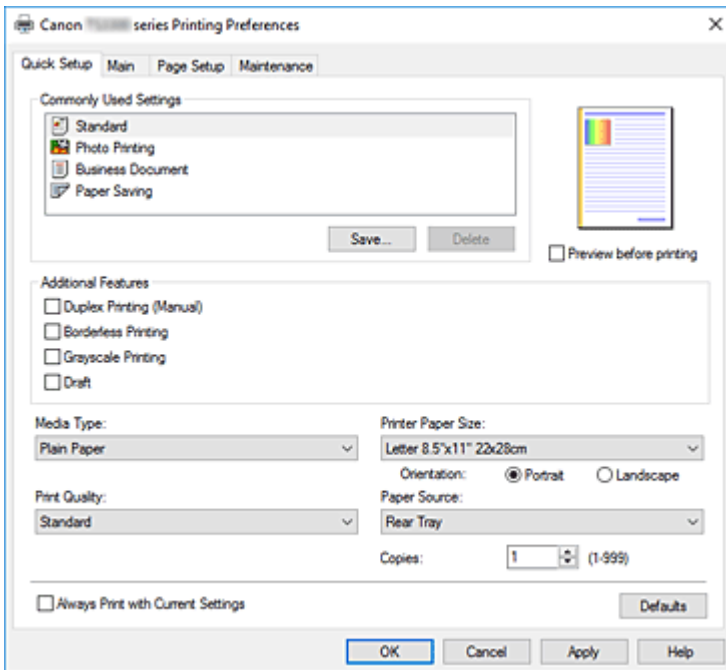 Canon series Printing Preferences
Quick Setup Main Page Setup Maintenance
Commonly Used Settings
Standard
Photo Printing
Business Document
Paper Saving
Save... Delete
Preview before printing
Additional Features
Duplex Printing (Manual)
Borderless Printing
Grayscale Printing
Draft
Media Type: Printer Paper Size:
Plain Paper Letter 8.5"x11" 22x28cm
Orientation: Portrait Landscape
Print Quality: Paper Source:
Standard Rear Tray
Copies: 1 (1-999)
Always Print with Current Settings Defaults
OK Cancel Apply Help